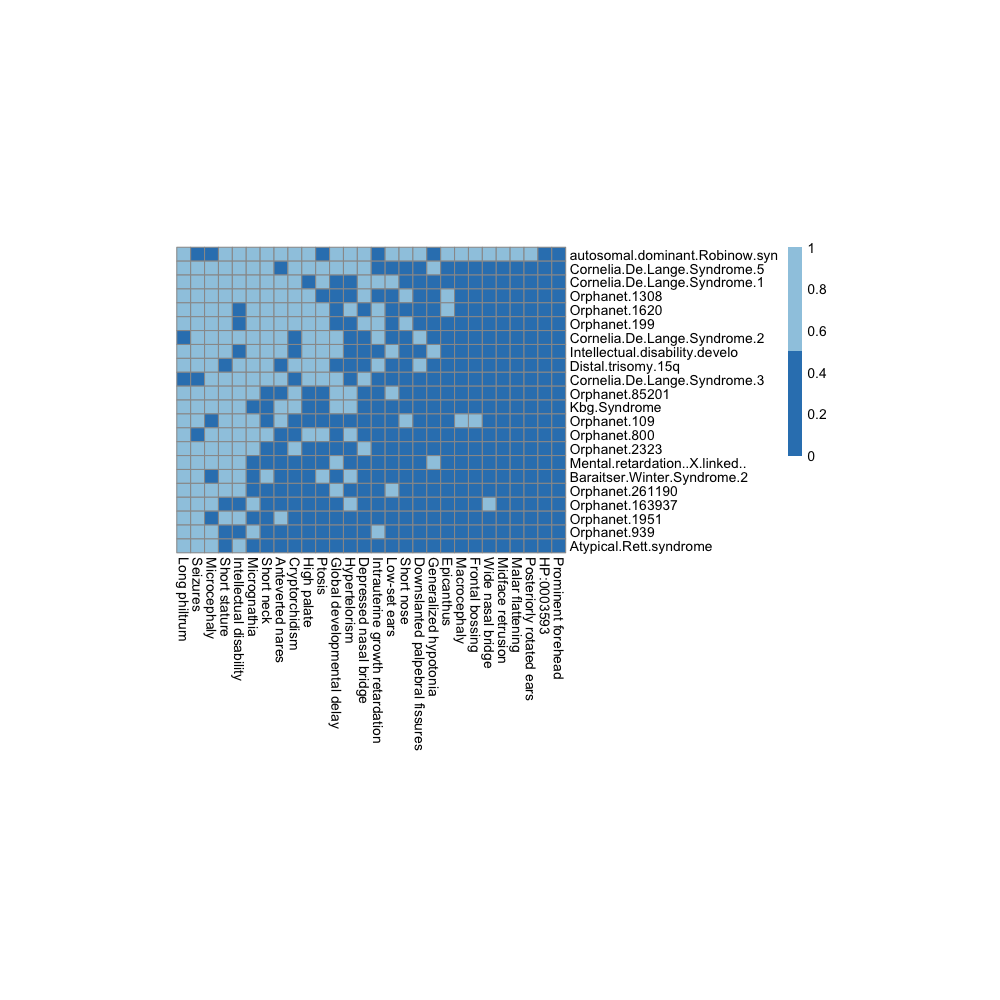 autosomal.dominant.Robinow.syn
Cornelia.De.Lange.Syndrome.5
Cornelia.De.Lange.Syndrome.1
Orphanet.1308
Orphanet.1620
Orphanet.199
Cornelia.De.Lange.Syndrome.2
Intellectual.disability.develo
Distal.trisomy.15q
Cornelia.De.Lange.Syndrome.3
Orphanet.85201
Kbg.Syndrome
Orphanet.109
Orphanet.800
Orphanet.2323
Mental.retardation..X.linked..
Baraitser.Winter.Syndrome.2
Orphanet.261190
Orphanet.163937
Orphanet.1951
Orphanet.939
Atypical.Rett.syndrome
1
0.8
0.6
0.4
0.2
0
Long philtrum
Seizures
Microcephaly
Short stature
Intellectual disability
Micrognathia
Short neck
Anteverted nares
Cryptorchidism
High palate
Ptosis
Global developmental delay
Hypertelorism
Depressed nasal bridge
Intrauterine growth retardation
Low-set ears
Short nose
Downslanted palpebral fissures
Generalized hypotonia
Epicanthus
Macrocephaly
Frontal bossing
Wide nasal bridge
Midface retrusion
Malar flattening
Posteriorly rotated ears
HP:0003593
Prominent forehead